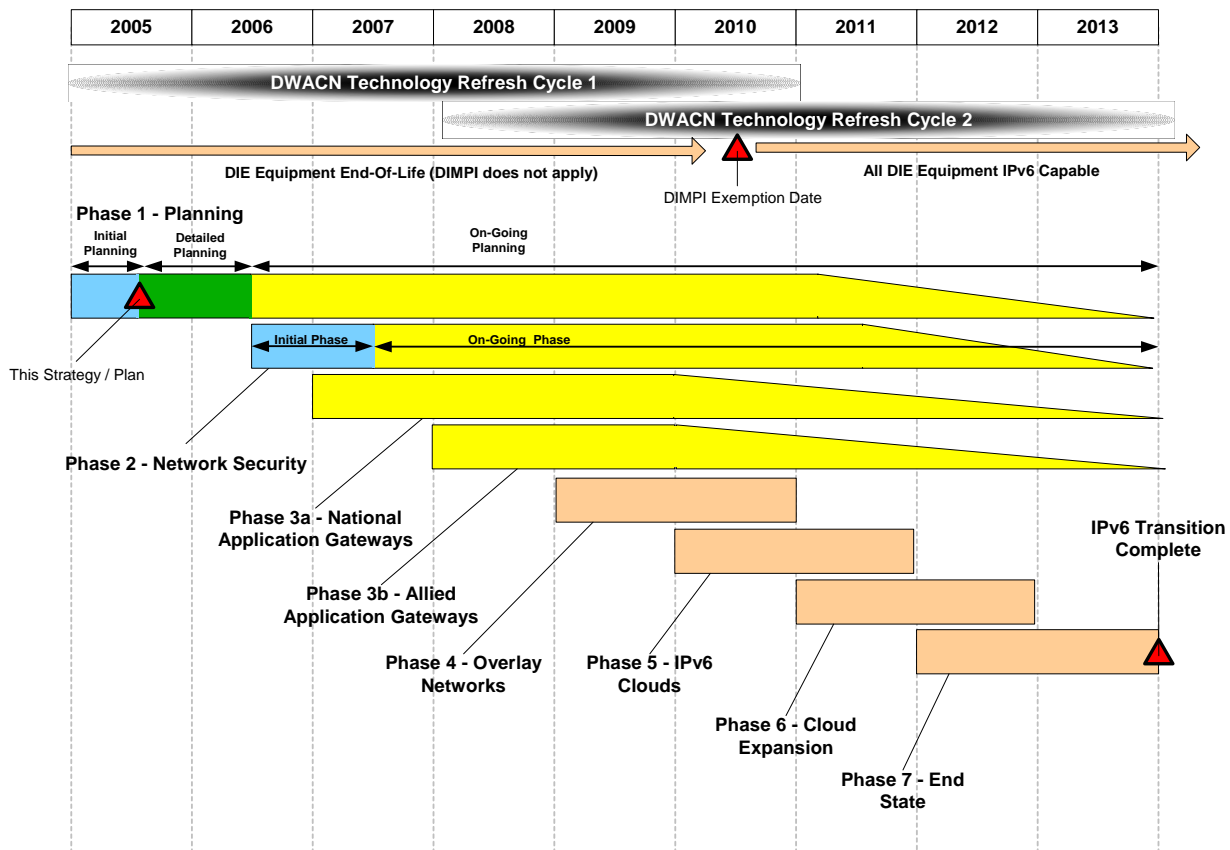 2005 2006 2007 2008 2009 2010 2011 2012 2013
DWACN Technology Refresh Cycle 1
DWACN Technology Refresh Cycle 2
DIE Equipment End-Of-Life (DIMPI does not apply)
All DIE Equipment IPv6 Capable
DIMPI Exemption Date
Phase 1 - Planning
Initial
Planning
Detailed
Planning
On-Going
Planning
Initial Phase
On-Going Phase
This Strategy / Plan
Phase 2 - Network Security
Phase 3a - National
Application Gateways
Phase 3b - Allied
Application Gateways
Phase 4 - Overlay
Networks
Phase 5 - IPv6
Clouds
Phase 6 - Cloud
Expansion
Phase 7 - End
State
IPv6 Transition
Complete